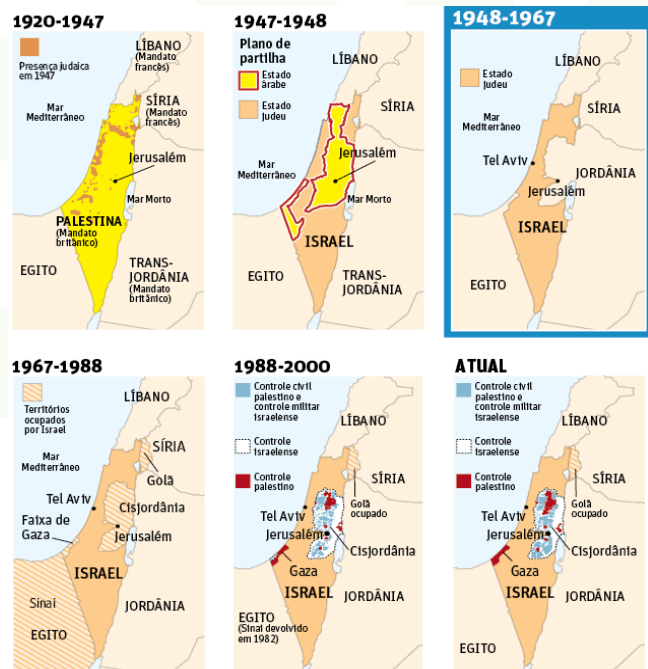 1920-1947
Presença judaica
em 1947
LÍBANO
(Mandato
francês)
SÍRIA
(Mandato
francês)
Mar
Mediterrâneo
Jerusalém
Mar Morto
PALESTINA
(Mandato
britânico)
EGITO
TRANS-
JORDÂNIA
(Mandato
britânico)
1947-1948
Plano de
partilha
Estado
árabe
Estado
judeu
LÍBANO
SÍRIA
Jerusalém
Mar
Mediterrâneo
Mar Morto
ISRAEL
EGITO
TRANS-
JORDÂNIA
1948-1967
Estado
Judeu
LÍBANO
SÍRIA
Mar
Mediterrâneo
Tel Aviv
JORDÂNIA
Jerusalém
ISRAEL
EGITO
1967-1988
Territórios
ocupados
por Israel
LÍBANO
SÍRIA
Mar
Mediterrâneo
Golã
Tel Aviv
Cisjordânia
Faixa de
Gaza
Jerusalém
ISRAEL
Sinai
EGITO
JORDÂNIA
1988-2000
Controle civil
palestino e
controle militar
israelense
Controle
israelense
Controle
palestino
LÍBANO
SÍRIA
Golã
ocupado
Tel Aviv
Jerusalém
Cisjordânia
Gaza
ISRAEL
JORDÂNIA
EGITO
(Sinai devolvido
em 1982)
ATUAL
Controle civil
palestino e
controle militar
israelense
Controle
israelense
Controle
palestino
LÍBANO
SÍRIA
Golã
ocupado
Tel Aviv
Jerusalém
Cisjordânia
Gaza
ISRAEL
JORDÂNIA
EGITO